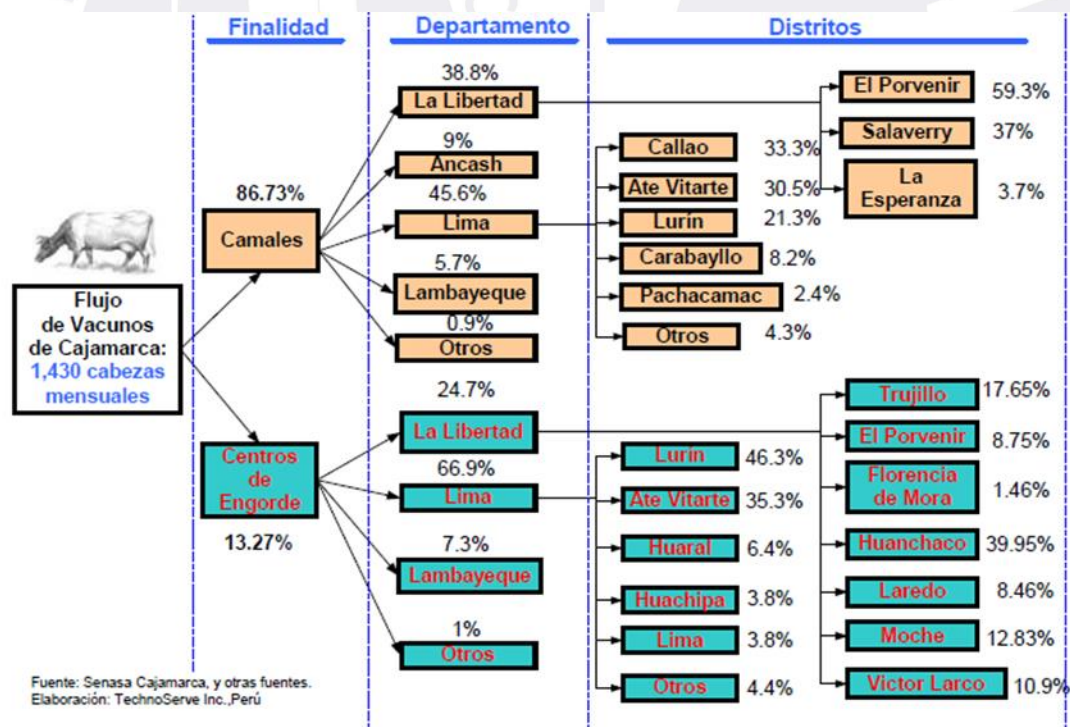 Finalidad
Departamento
Distritos
Flujo
de Vacunos
de Cajamarca:
1,430 cabezas
mensuales
86.73%
Camales
38.8%
La Libertad
9%
Ancash
45.6%
Lima
5.7%
Lambayeque
0.9%
Otros
El Porvenir 59.3%
Salaverry 37%
La
Esperanza 3.7%
Callao 33.3%
Ate Vitarte 30.5%
Lurín 21.3%
Carabayllo 8.2%
Pachacamac 2.4%
Otros 4.3%
Centros
de
Engorde
13.27%
24.7%
La Libertad
66.9%
Lima
7.3%
Lambayeque
1%
Otros
Lurín 46.3%
Ate Vitarte 35.3%
Huaral 6.4%
Huachipa 3.8%
Lima 3.8%
Otros 4.4%
Trujillo 17.65%
El Porvenir 8.75%
Florencia
de Mora 1.46%
Huanchaco 39.95%
Laredo 8.46%
Moche 12.83%
Victor Larco 10.9%
Fuente: Senasa Cajamarca, y otras fuentes.
Elaboración: TechnoServe Inc.,Perú